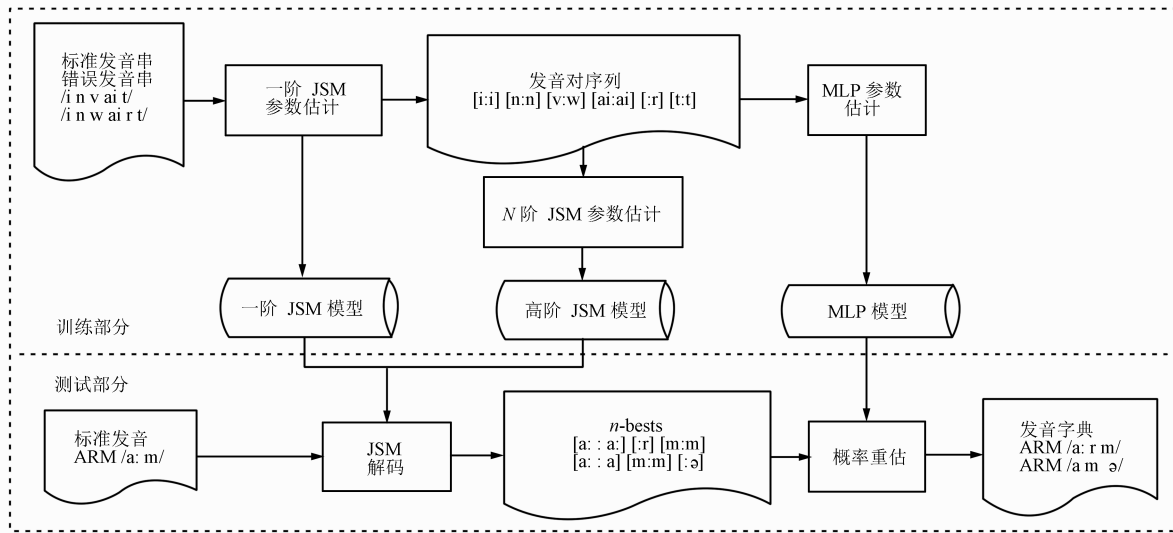 标准发音串
错误发音串
/i n v ai t/
/i n w ai r t/
一阶 JSM
参数估计
发音对序列
[i:i] [n:n] [v:w] [ai:ai] [:r] [t:t]
MLP 参数
估计
N 阶 JSM 参数估计
一阶 JSM 模型
高阶 JSM 模型
MLP 模型
训练部分
测试部分
标准发音
ARM /a: m/
JSM
解码
n-bests
[a: : a:] [:r] [m:m]
[a: : a] [m:m] [:ə]
概率重估
发音字典
ARM /a: r m/
ARM /a m ə/